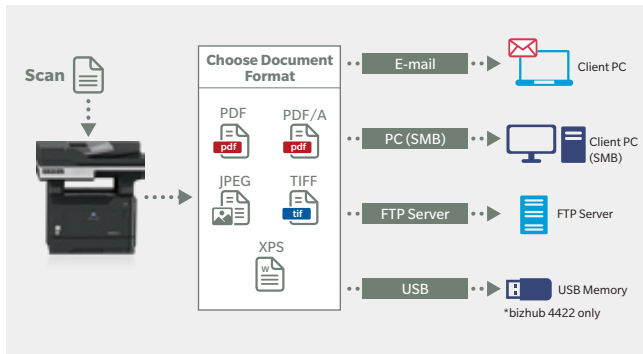 Scan
Choose Document
Format
PDF
PDF/A
pdf
pdf
JPEG
TIFF
tif
XPS
W
E-mail
Client PC
PC (SMB)
Client PC
(SMB)
FTP Server
FTP Server
USB
USB Memory
*bizhub 4422 only